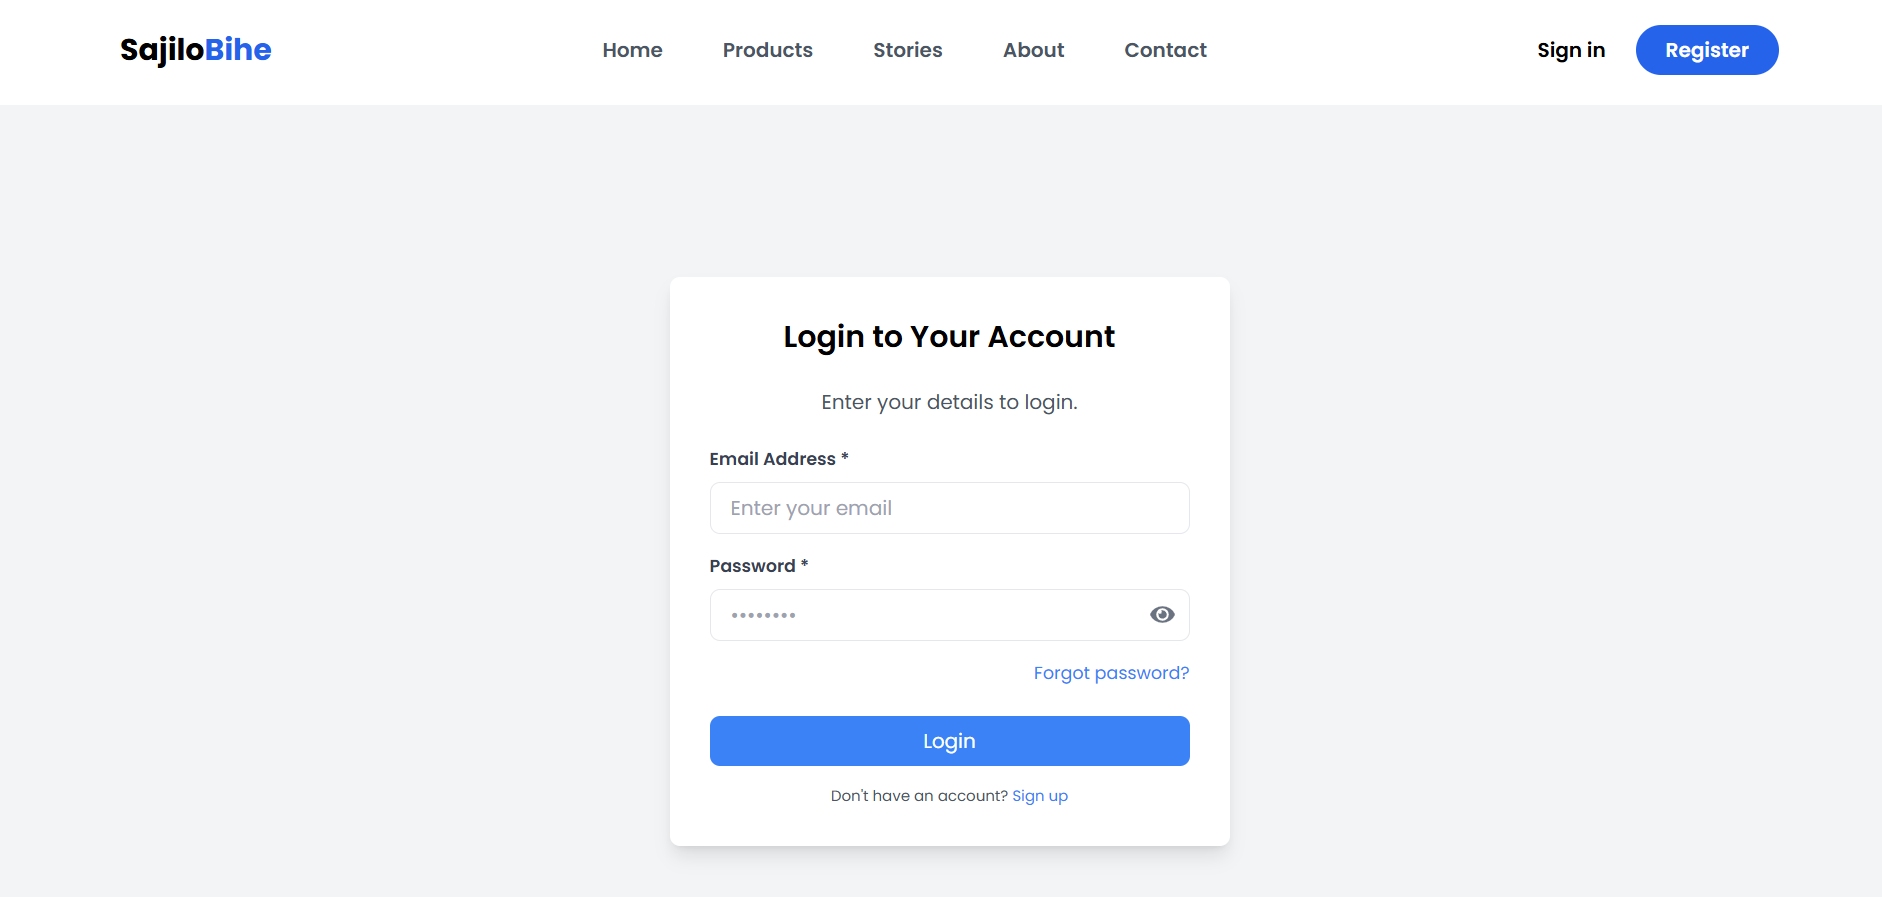 SajiloBihe
Home Products Stories About Contact
Sign in Register
Login to Your Account
Enter your details to login.
Email Address *
Enter your email
Password *
••••••••
Forgot password?
Login
Don't have an account? Sign up